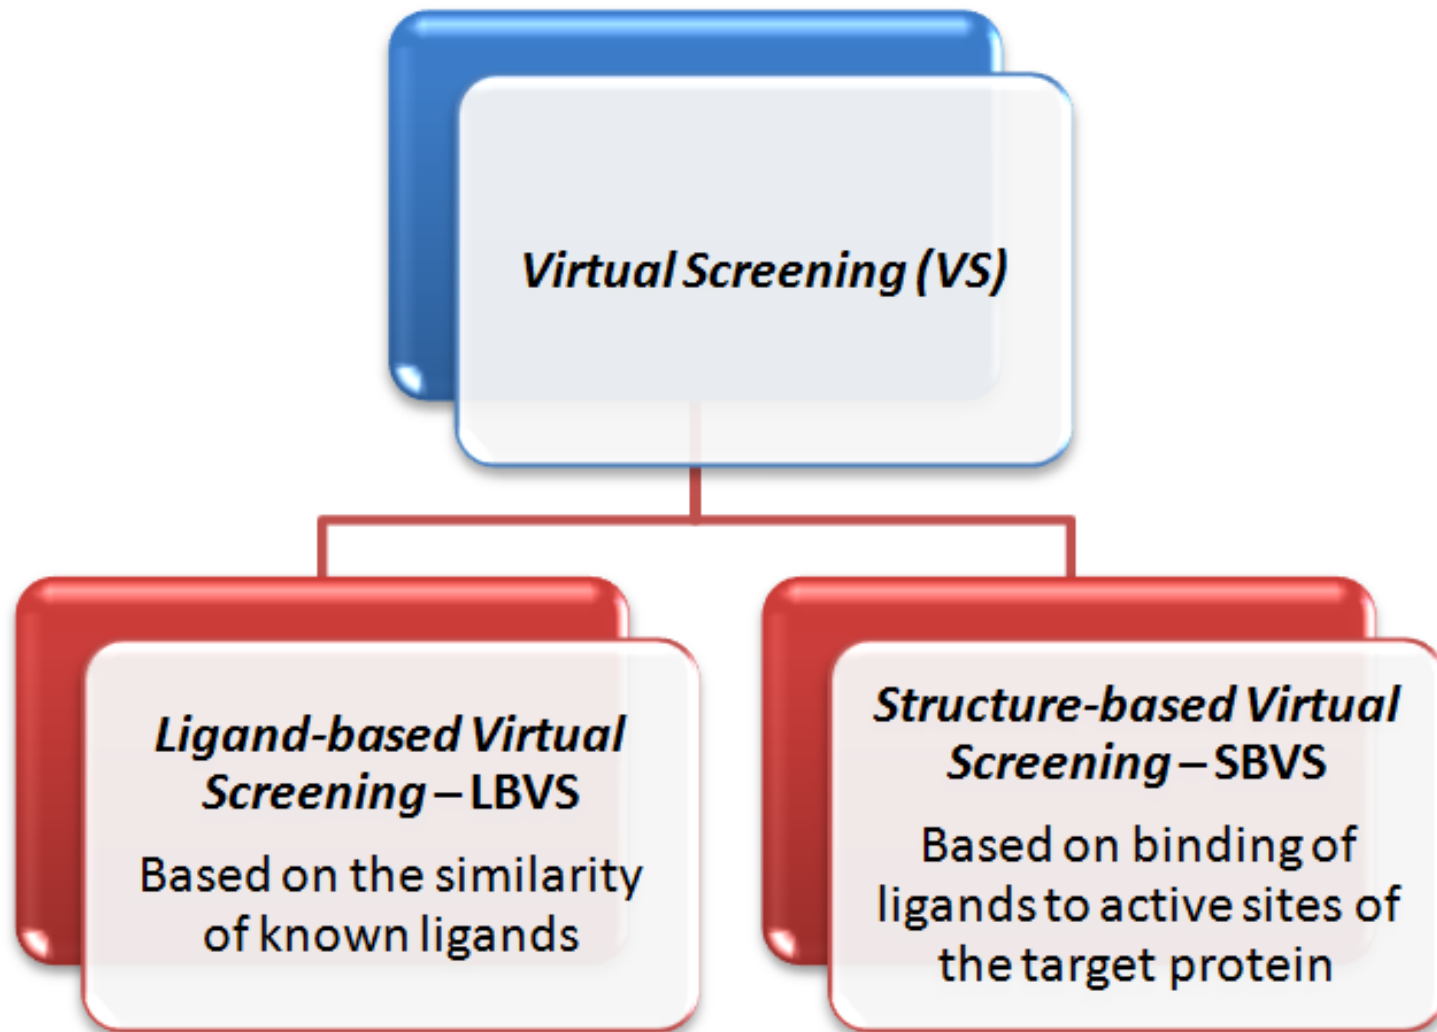 Virtual Screening (VS)
Ligand-based Virtual
Screening – LBVS
Based on the similarity
of known ligands
Structure-based Virtual
Screening – SBVS
Based on binding of
ligands to active sites of
the target protein